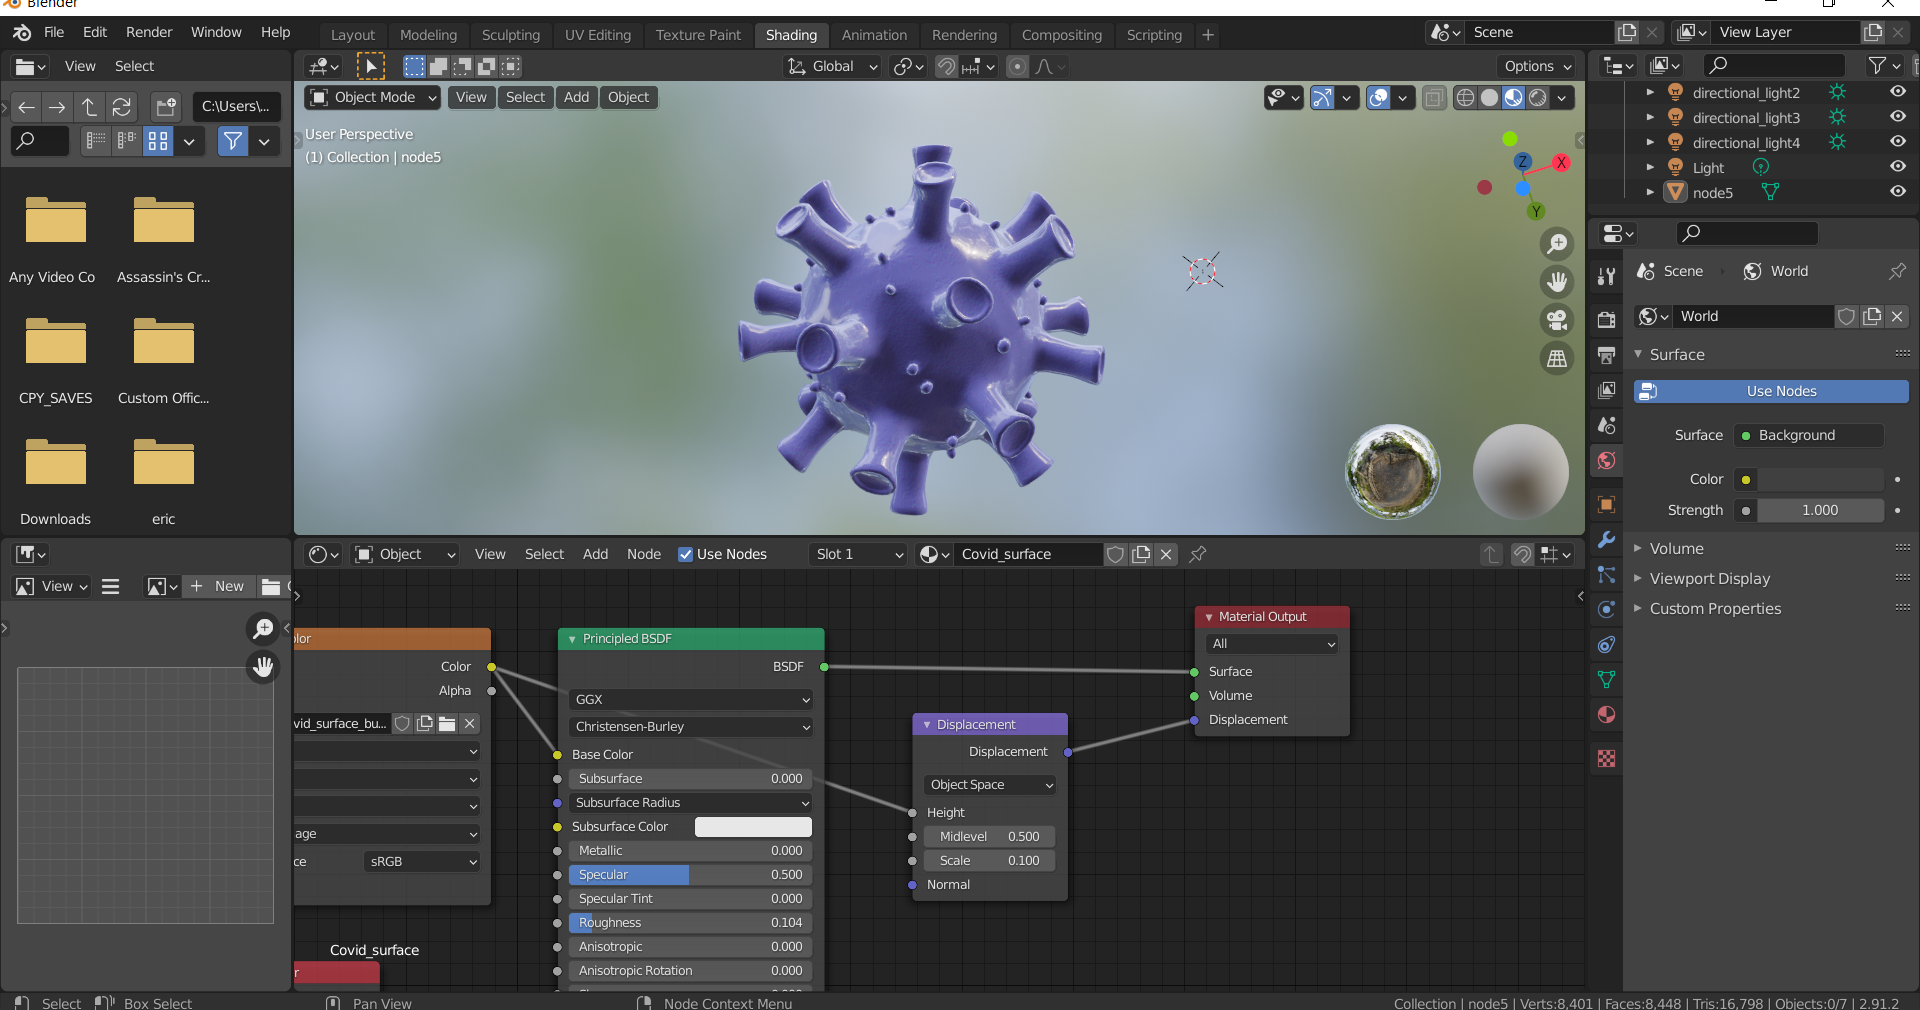 Blender
File Edit Render Window Help
Layout Modeling Sculpting UV Editing Texture Paint Shading Animation Rendering Compositing Scripting +
Scene
View Layer
View Select
Global
Options
C:\Users\...
Object Mode View Select Add Object
User Perspective
(1) Collection | node5
Z
X
Y
directional_light2
directional_light3
directional_light4
Light
node5
Any Video Co
Assassin's Cr...
CPY_SAVES
Custom Offic...
Downloads
eric
Scene
World
World
Surface
Use Nodes
Surface Background
Color
Strength 1.000
Volume
Viewport Display
Custom Properties
Object View Select Add Node Use Nodes Slot 1 Covid_surface
View
+ New
olor
Color
Alpha
vid_surface_bu...
age
ce sRGB
Covid_surface
r
Principled BSDF
BSDF
GGX
Christensen-Burley
Base Color
Subsurface 0.000
Subsurface Radius
Subsurface Color
Metallic 0.000
Specular 0.500
Specular Tint 0.000
Roughness 0.104
Anisotropic 0.000
Anisotropic Rotation 0.000
Displacement
Displacement
Object Space
Height
Midlevel 0.500
Scale 0.100
Normal
Material Output
All
Surface
Volume
Displacement
Select Box Select Pan View Node Context Menu
Collection | node5 | Verts:8,401 | Faces:8,448 | Tris:16,798 | Objects:0/7 | 2.91.2